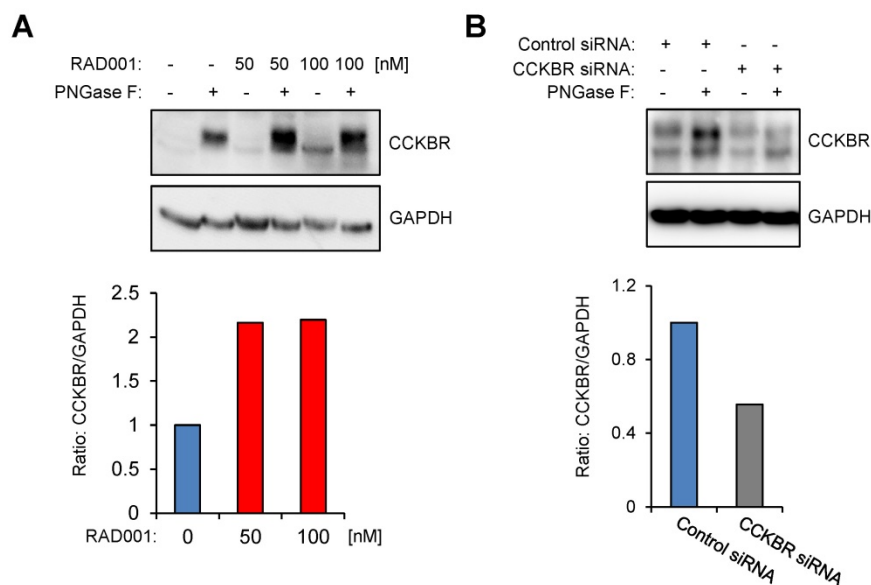 A
RAD001: - - 50 50 100 100 [nM]
PNGase F: - + - + - +
CCKBR
GAPDH
Ratio: CCKBR/GAPDH
2.5
2
1.5
1
0.5
0
RAD001: 0 50 100 [nM]
B
Control siRNA: + + - -
CCKBR siRNA: - - + +
PNGase F: - + - +
CCKBR
GAPDH
Ratio: CCKBR/GAPDH
1.2
0.8
0.4
0
Control siRNA
CCKBR siRNA